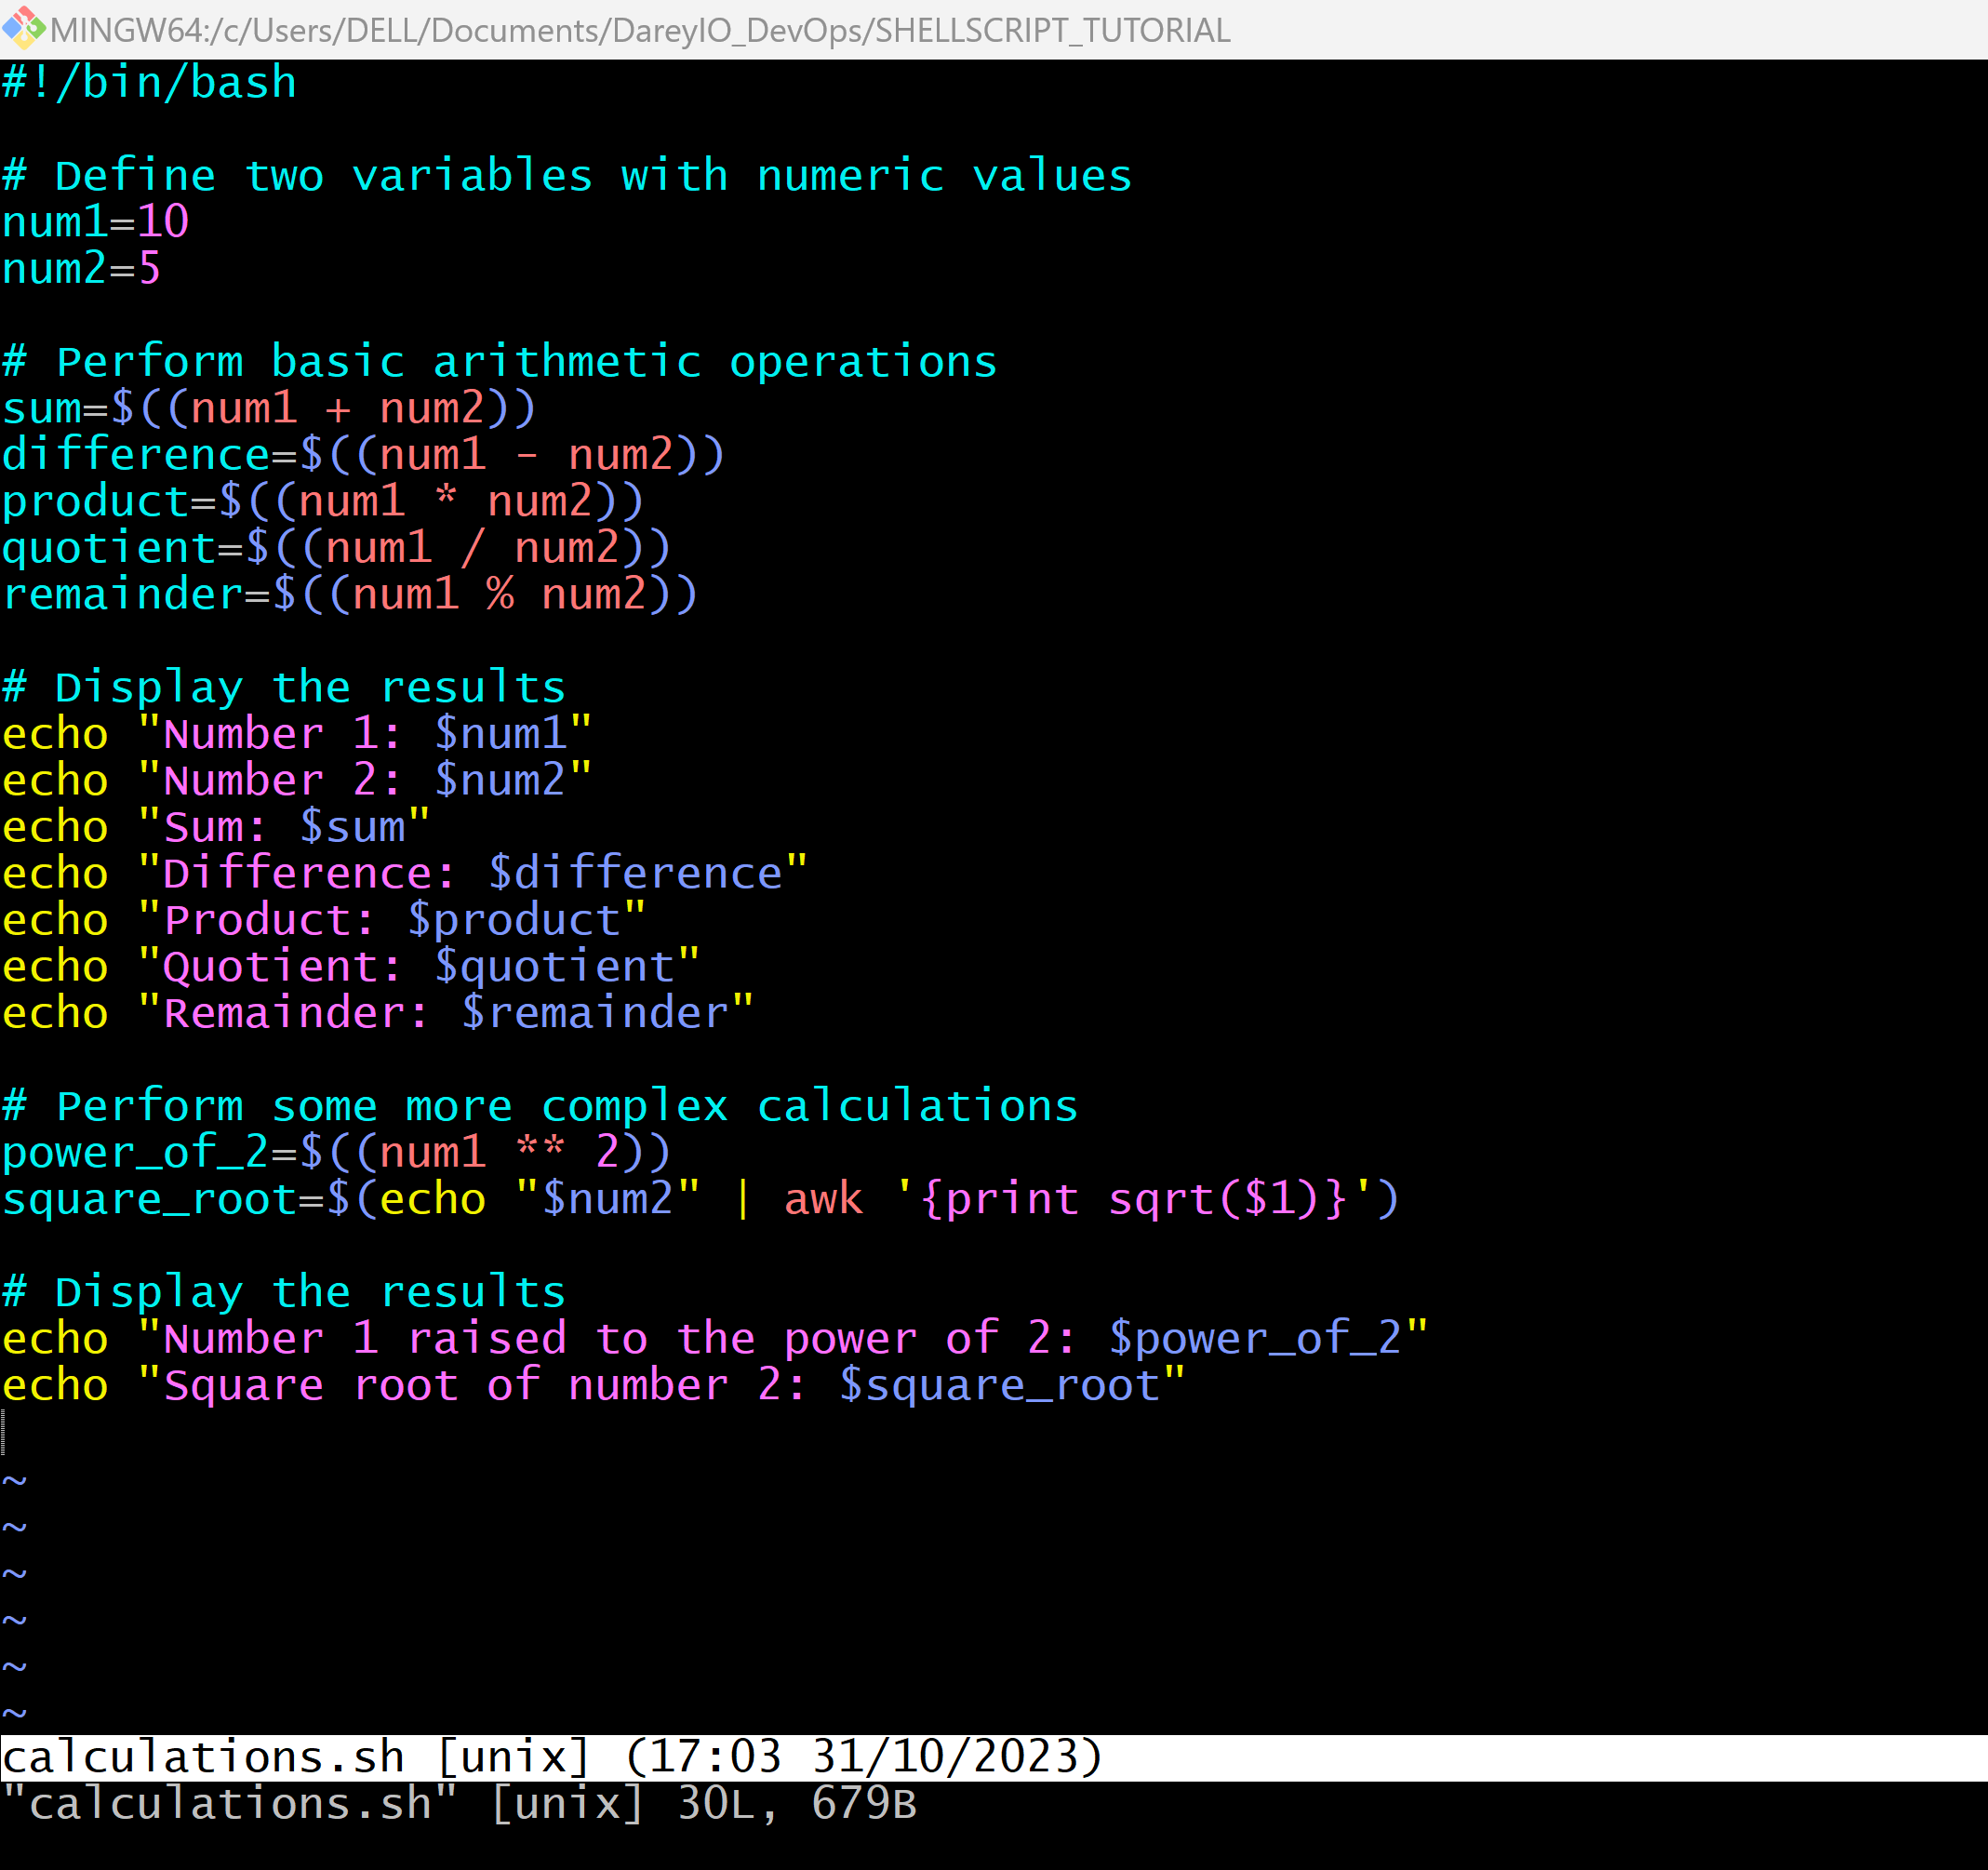 MINGW64:/c/Users/DELL/Documents/DareyIO_DevOps/SHELLSCRIPT_TUTORIAL
#!/bin/bash
# Define two variables with numeric values
num1=10
num2=5
# Perform basic arithmetic operations
sum=$((num1 + num2))
difference=$((num1 - num2))
product=$((num1 * num2))
quotient=$((num1 / num2))
remainder=$((num1 % num2))
# Display the results
echo "Number 1: $num1"
echo "Number 2: $num2"
echo "Sum: $sum"
echo "Difference: $difference"
echo "Product: $product"
echo "Quotient: $quotient"
echo "Remainder: $remainder"
# Perform some more complex calculations
power_of_2=$((num1 ** 2))
square_root=$(echo "$num2" | awk '{print sqrt($1)}')
# Display the results
echo "Number 1 raised to the power of 2: $power_of_2"
echo "Square root of number 2: $square_root"
~
~
~
~
~
~
calculations.sh [unix] (17:03 31/10/2023)
"calculations.sh" [unix] 30L, 679B